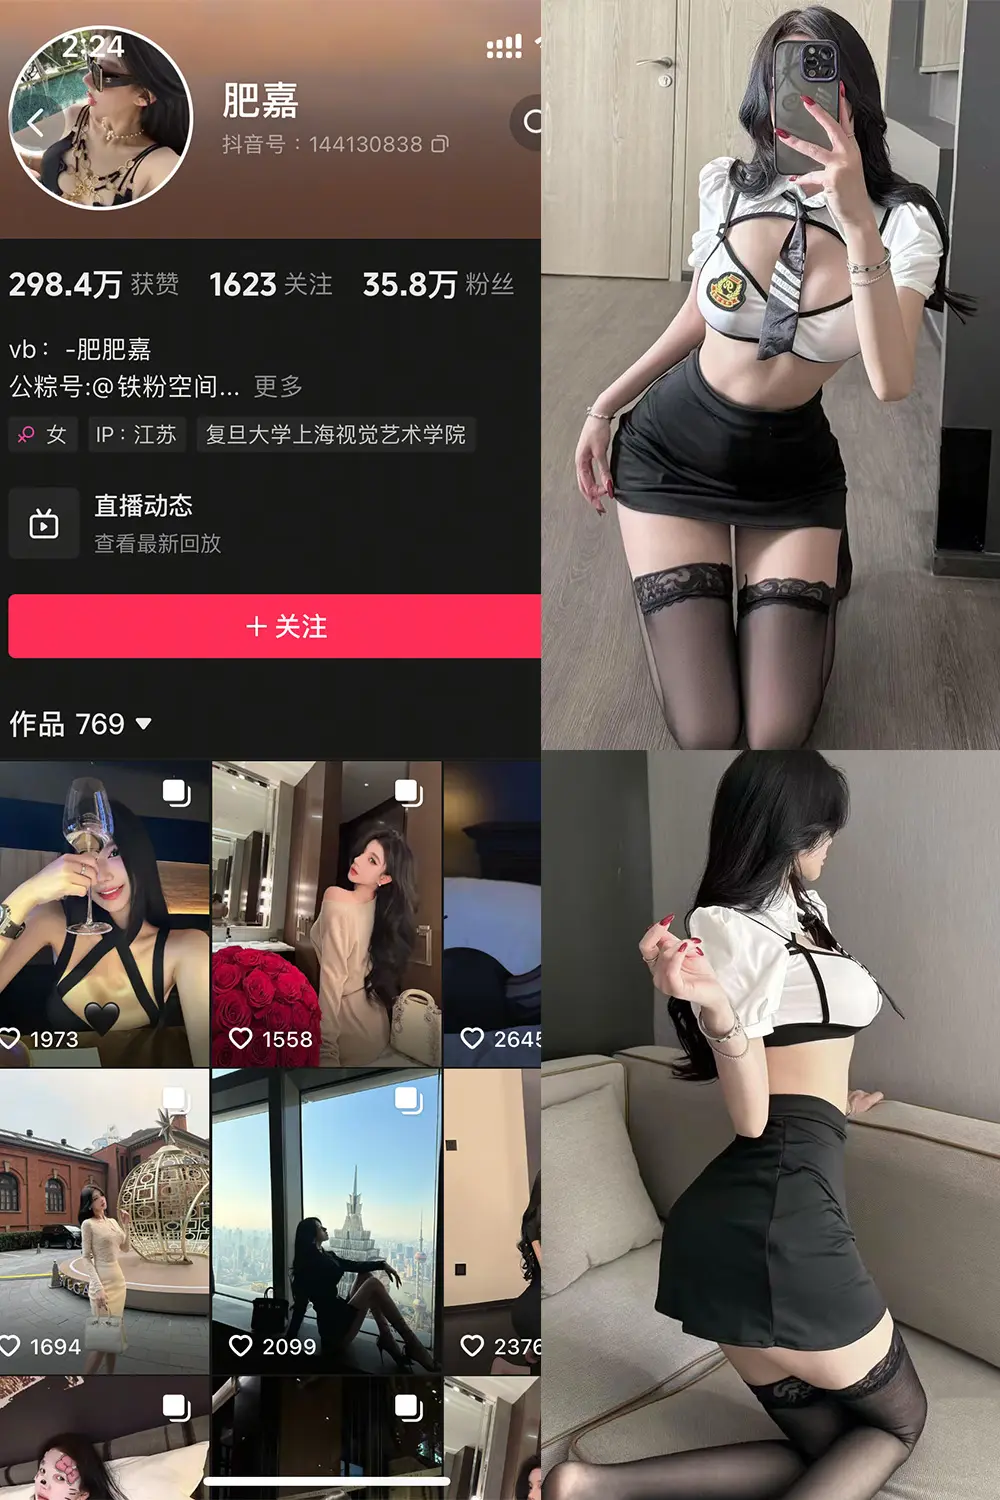 2:24
肥嘉
抖音号：144130838
298.4万 获赞 1623 关注 35.8万 粉丝
vb：-肥肥嘉
公粽号:@铁粉空间... 更多
女 IP：江苏 复旦大学上海视觉艺术学院
直播动态
查看最新回放
+ 关注
作品 769
1973 1558 2645
1694 2099 2376